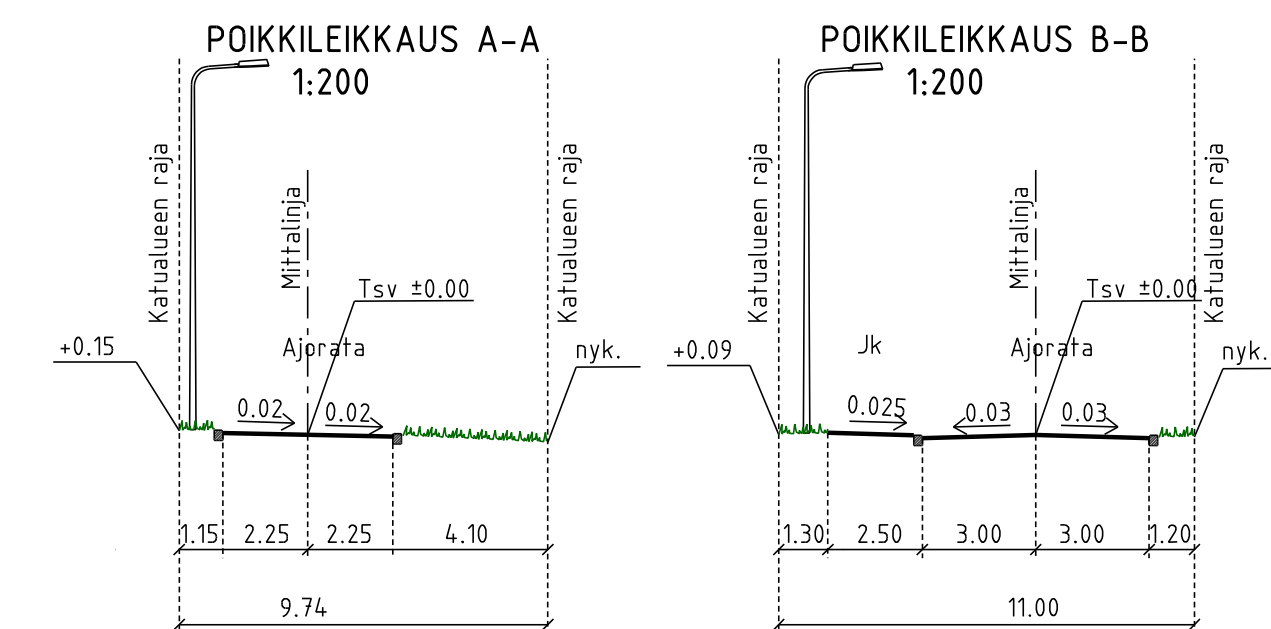 POIKKILEIKKAUS A-A
1:200
Katualueen raja
Mittalinja
Katualueen raja
Tsv ±0.00
+0.15
Ajorata
nyk.
0.02
0.02
1.15
2.25
2.25
4.10
9.74
POIKKILEIKKAUS B-B
1:200
Katualueen raja
Mittalinja
Katualueen raja
Tsv ±0.00
+0.09
Jk
Ajorata
nyk.
0.025
0.03
0.03
1.30
2.50
3.00
3.00
1.20
11.00